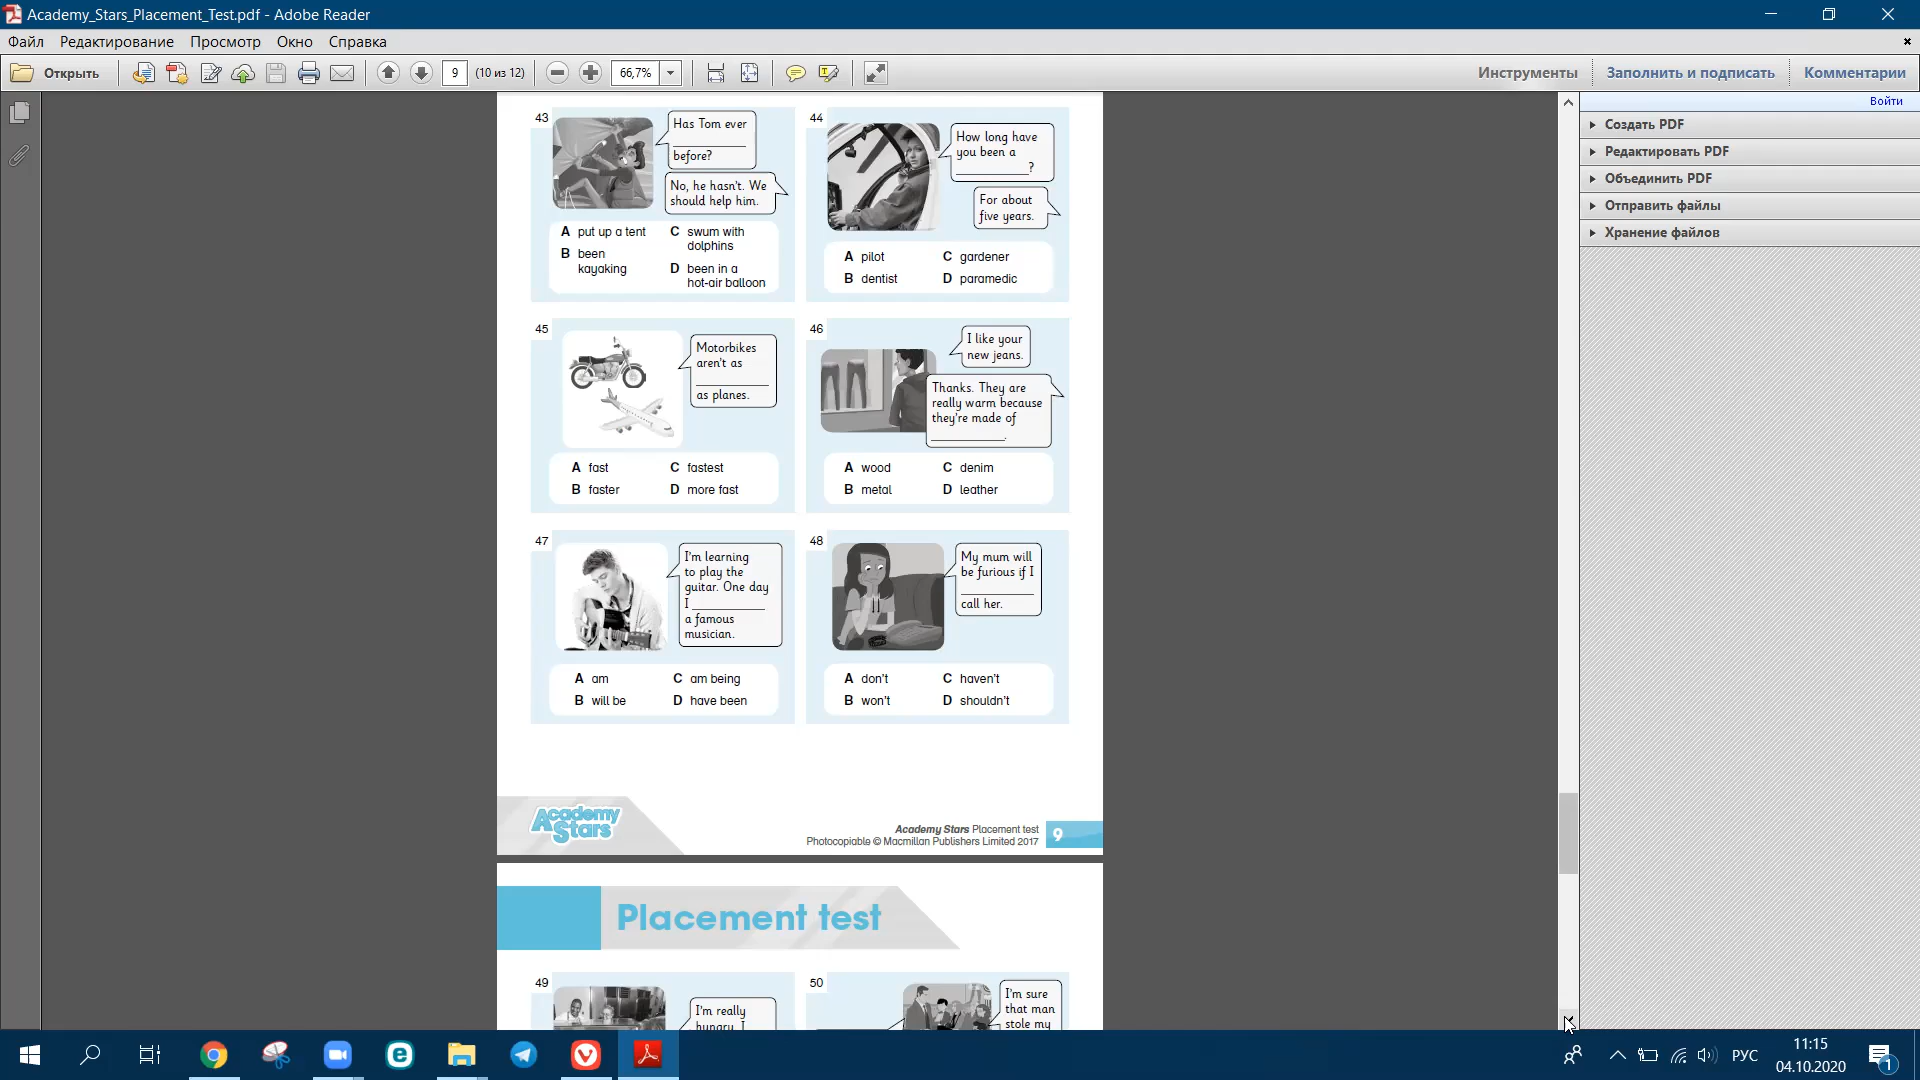 Academy_Stars_Placement_Test.pdf - Adobe Reader
Файл Редактирование Просмотр Окно Справка
Открыть 9 (10 из 12) 66,7% Инструменты Заполнить и подписать Комментарии
Войти
Создать PDF
Редактировать PDF
Объединить PDF
Отправить файлы
Хранение файлов
43
Has Tom ever
__________
before?
No, he hasn't. We
should help him.
A put up a tent
B been
kayaking
C swum with
dolphins
D been in a
hot-air balloon
44
How long have
you been a
__________?
For about
five years.
A pilot
B dentist
C gardener
D paramedic
45
Motorbikes
aren't as
__________
as planes.
A fast
B faster
C fastest
D more fast
46
I like your
new jeans.
Thanks. They are
really warm because
they're made of
__________.
A wood
B metal
C denim
D leather
47
I'm learning
to play the
guitar. One day
I __________
a famous
musician.
A am
B will be
C am being
D have been
48
My mum will
be furious if I
__________
call her.
A don't
B won't
C haven't
D shouldn't
Academy
Stars
Academy Stars Placement test
Photocopiable © Macmillan Publishers Limited 2017
9
Placement test
49
I'm really
hungry. I
50
I'm sure
that man
stole my
РУС
11:15
04.10.2020
1